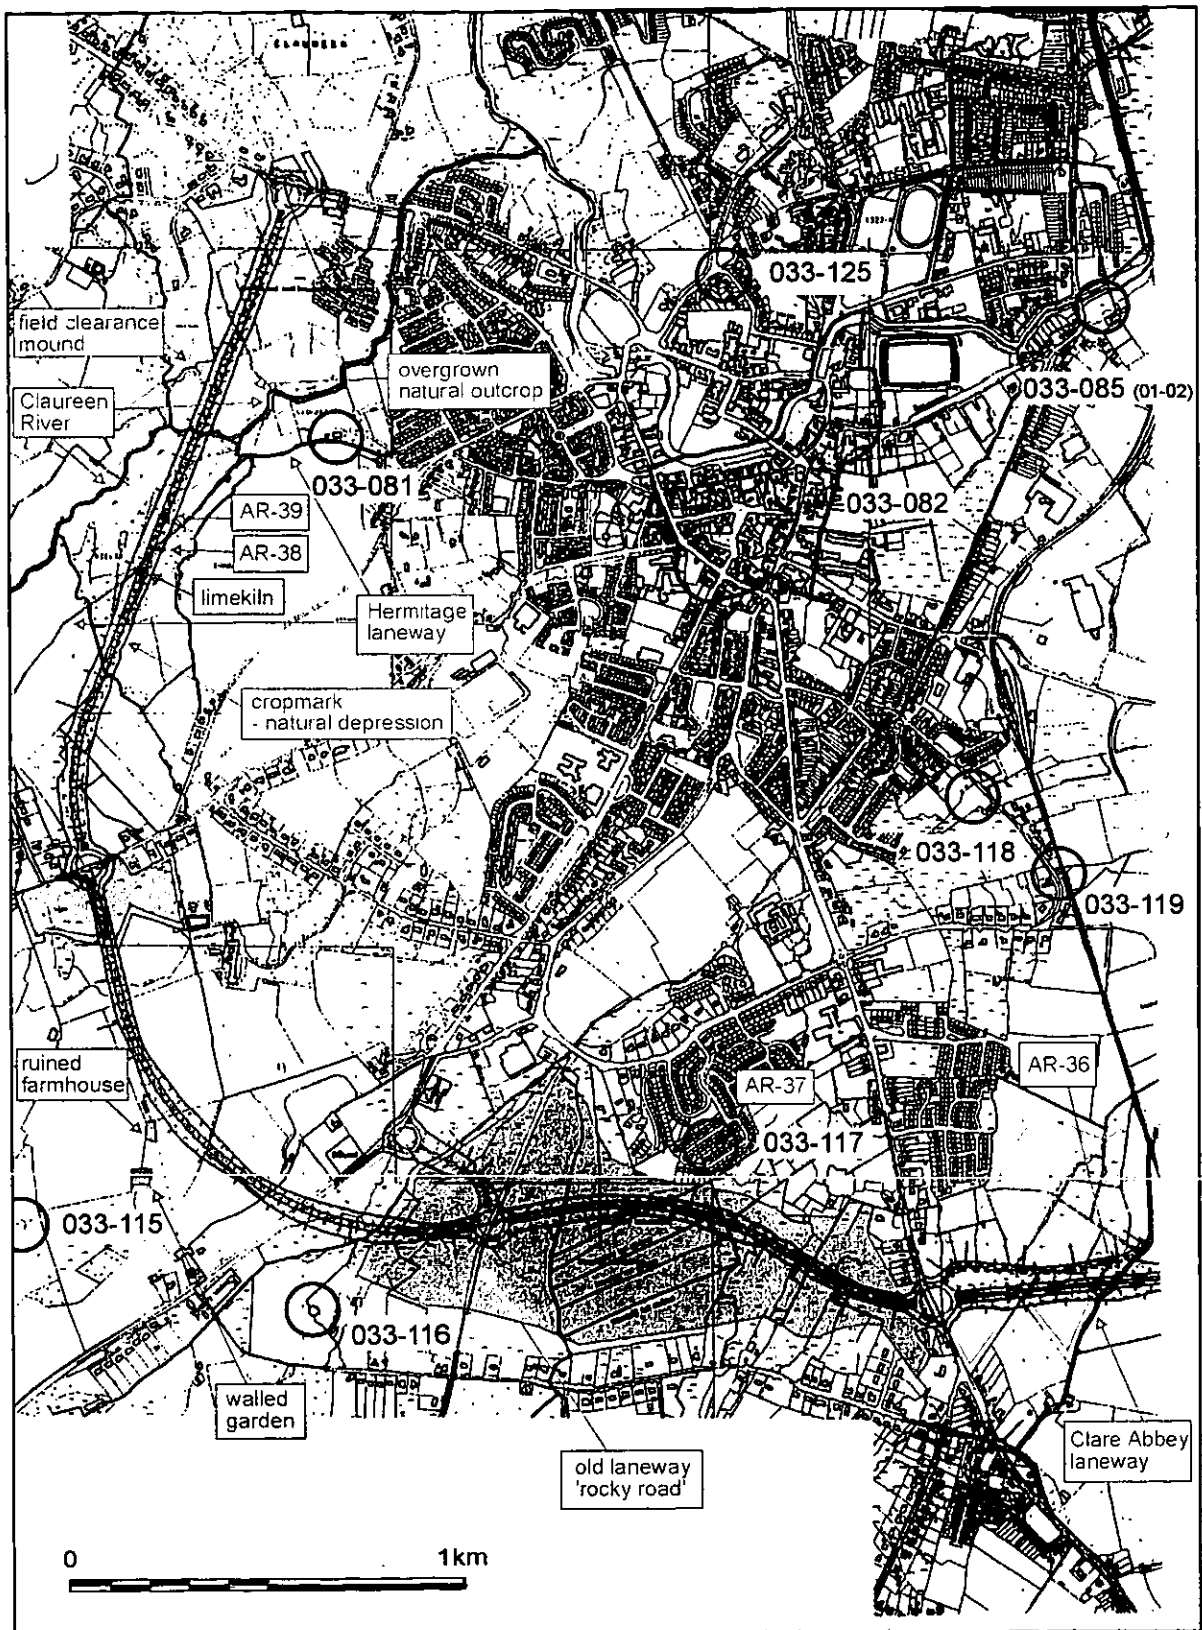 033-125
field clearance
mound
overgrown
natural outcrop
Claureen
River
033-085 (01-02)
033-081
033-082
AR-39
AR-38
limekiln
Hermitage
laneway
cropmark
- natural depression
033-118
033-119
ruined
farmhouse
AR-36
AR-37
033-117
033-115
033-116
walled
garden
Clare Abbey
laneway
old laneway
'rocky road'
0 1km